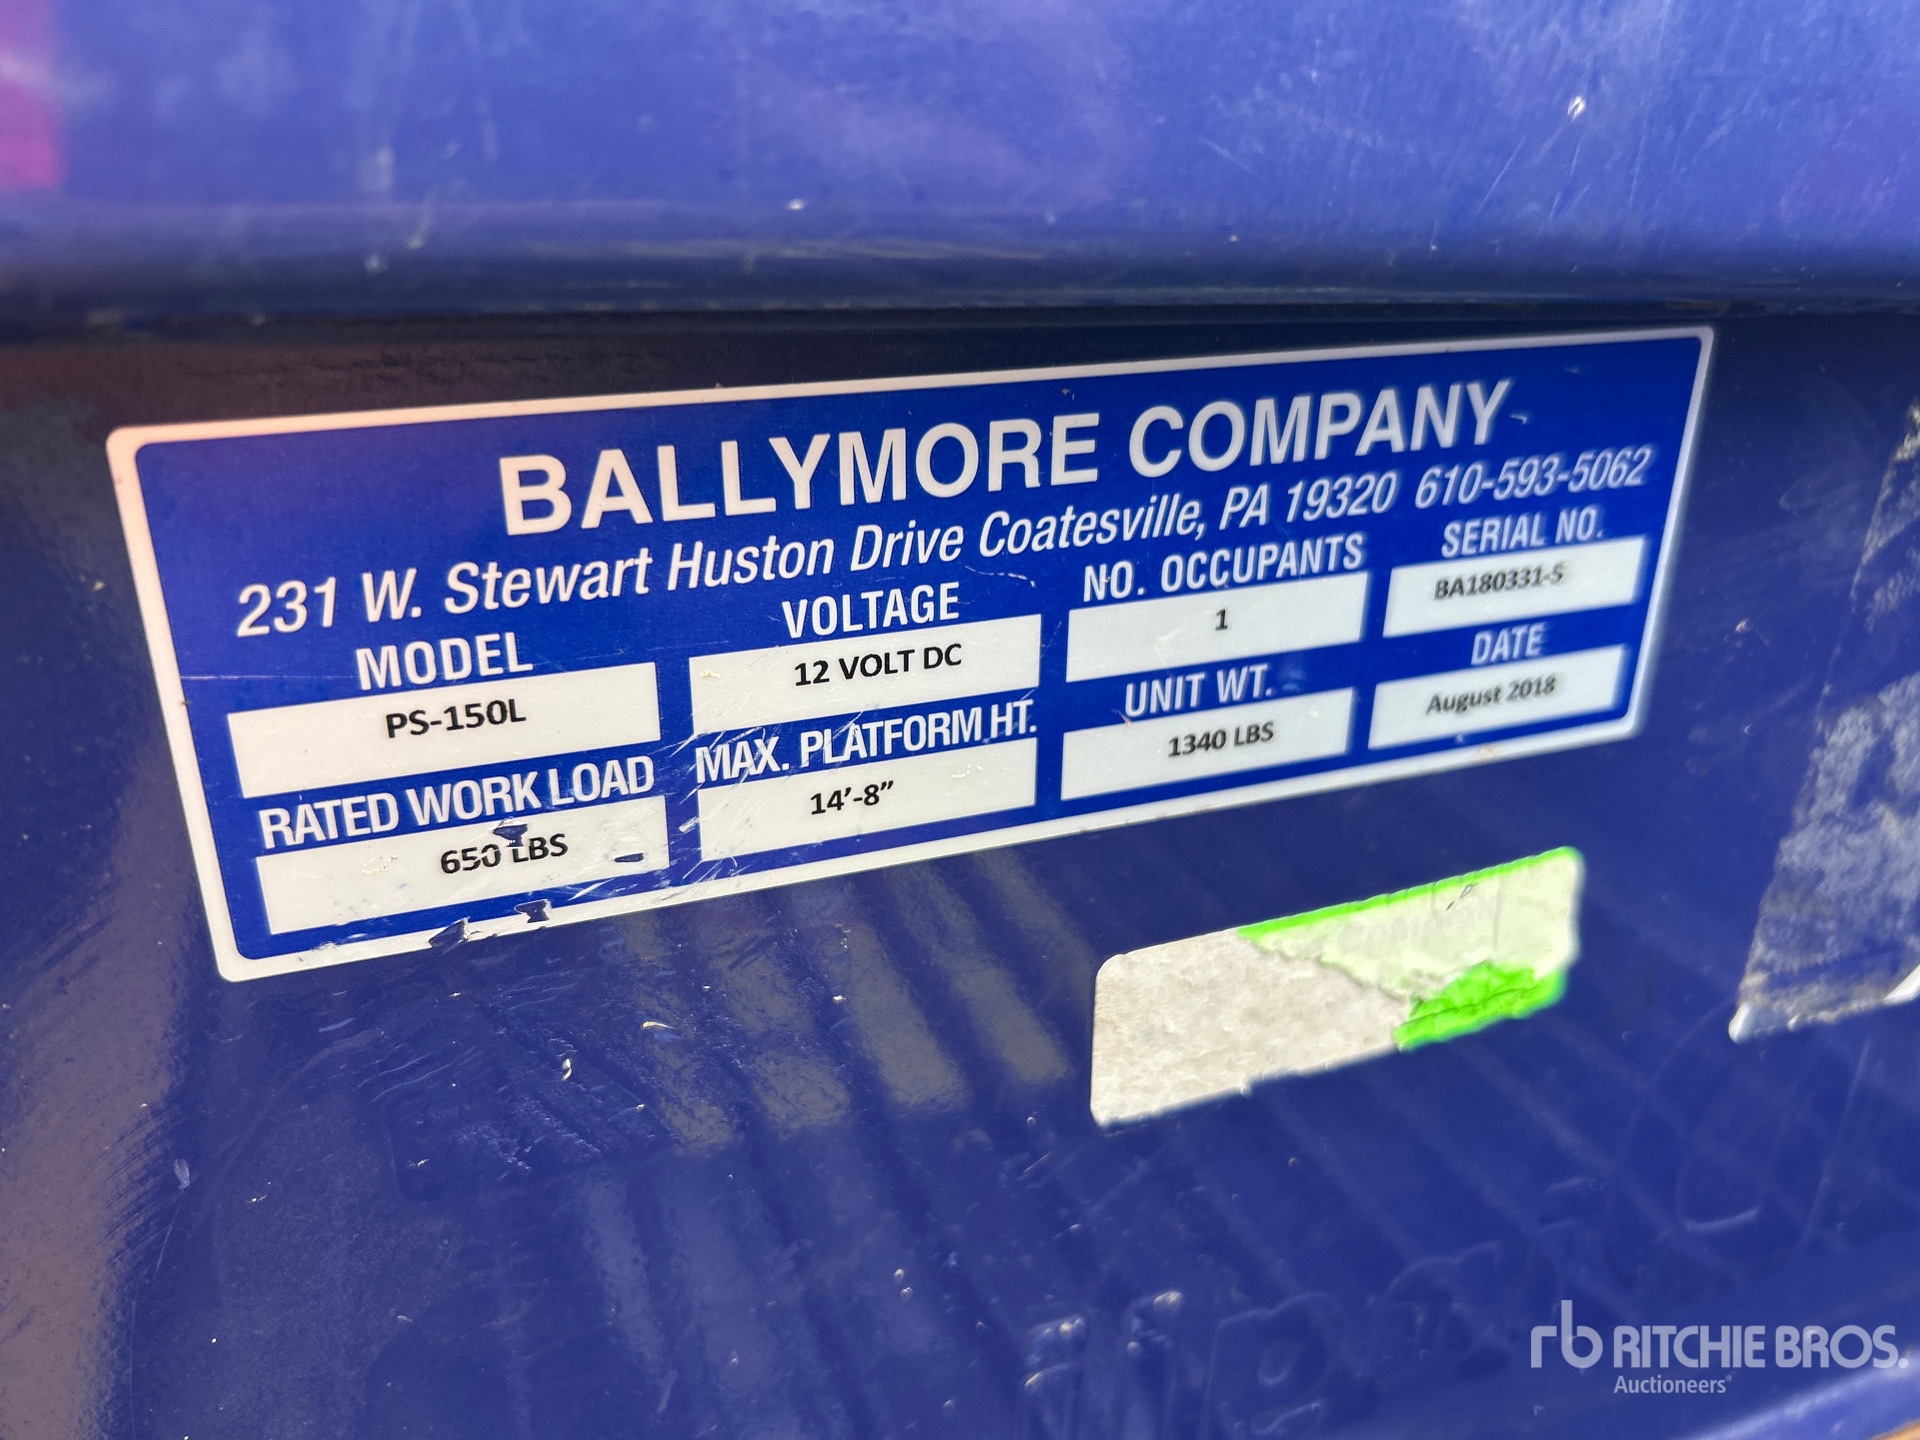 BALLYMORE COMPANY
231 W. Stewart Huston Drive Coatesville, PA 19320 610-593-5062
MODEL VOLTAGE NO. OCCUPANTS SERIAL NO.
PS-150L 12 VOLT DC 1 BA180331-S
RATED WORK LOAD MAX. PLATFORM HT. UNIT WT. DATE
650 LBS 14'-8" 1340 LBS August 2018
rb RITCHIE BROS.
Auctioneers